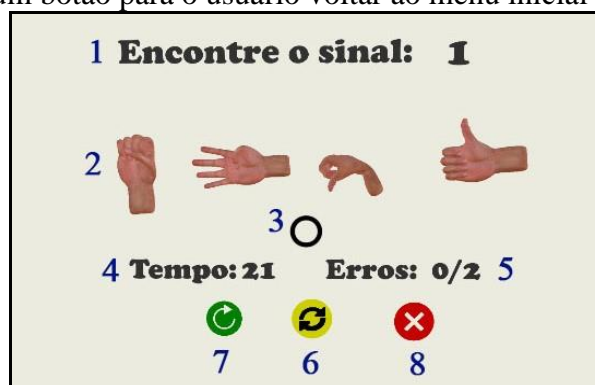 um botão para o usuário voltar ao menu inicial
1 Encontre o sinal: 1
2
3
4 Tempo: 21 Erros: 0/2 5
7 6 8